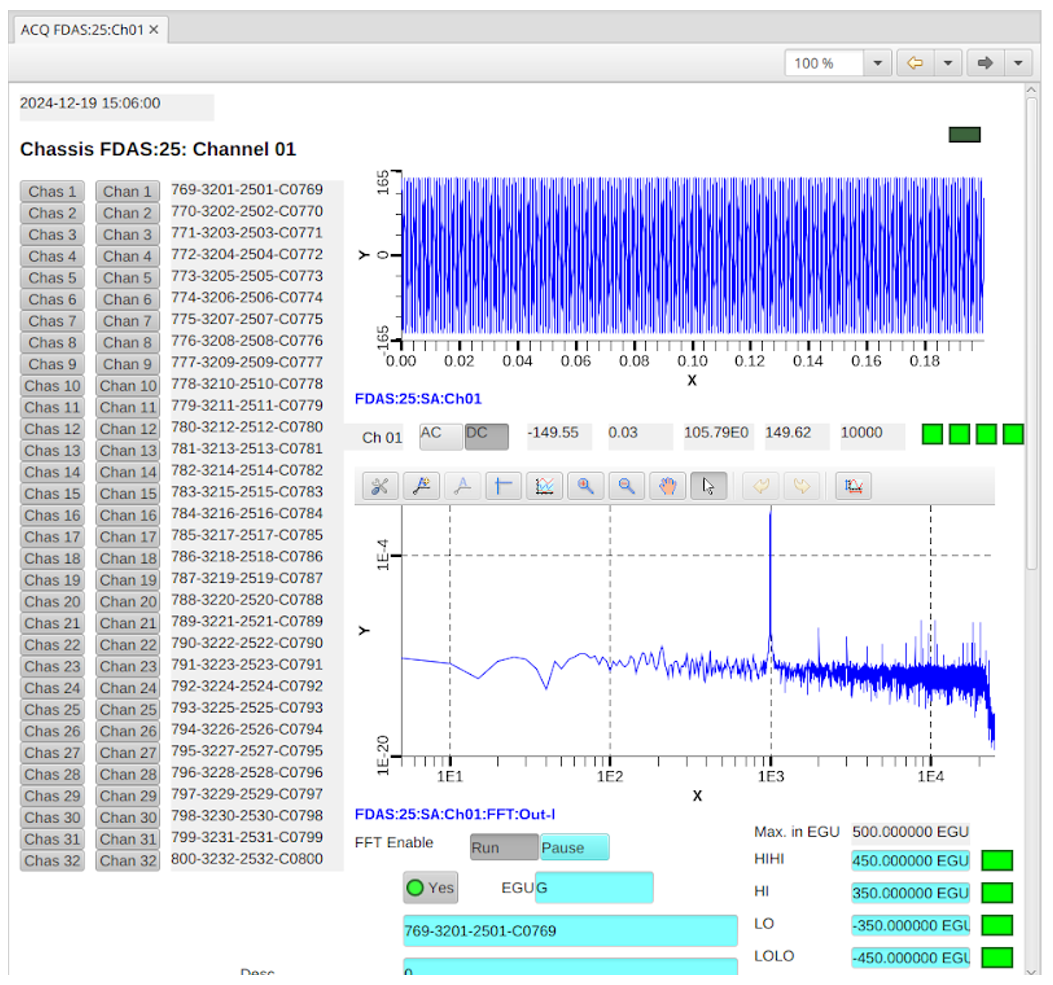 ACQ FDAS:25:Ch01 ×
100 %
2024-12-19 15:06:00
Chassis FDAS:25: Channel 01
Chas 1 Chan 1 769-3201-2501-C0769
Chas 2 Chan 2 770-3202-2502-C0770
Chas 3 Chan 3 771-3203-2503-C0771
Chas 4 Chan 4 772-3204-2504-C0772
Chas 5 Chan 5 773-3205-2505-C0773
Chas 6 Chan 6 774-3206-2506-C0774
Chas 7 Chan 7 775-3207-2507-C0775
Chas 8 Chan 8 776-3208-2508-C0776
Chas 9 Chan 9 777-3209-2509-C0777
Chas 10 Chan 10 778-3210-2510-C0778
Chas 11 Chan 11 779-3211-2511-C0779
Chas 12 Chan 12 780-3212-2512-C0780
Chas 13 Chan 13 781-3213-2513-C0781
Chas 14 Chan 14 782-3214-2514-C0782
Chas 15 Chan 15 783-3215-2515-C0783
Chas 16 Chan 16 784-3216-2516-C0784
Chas 17 Chan 17 785-3217-2517-C0785
Chas 18 Chan 18 786-3218-2518-C0786
Chas 19 Chan 19 787-3219-2519-C0787
Chas 20 Chan 20 788-3220-2520-C0788
Chas 21 Chan 21 789-3221-2521-C0789
Chas 22 Chan 22 790-3222-2522-C0790
Chas 23 Chan 23 791-3223-2523-C0791
Chas 24 Chan 24 792-3224-2524-C0792
Chas 25 Chan 25 793-3225-2525-C0793
Chas 26 Chan 26 794-3226-2526-C0794
Chas 27 Chan 27 795-3227-2527-C0795
Chas 28 Chan 28 796-3228-2528-C0796
Chas 29 Chan 29 797-3229-2529-C0797
Chas 30 Chan 30 798-3230-2530-C0798
Chas 31 Chan 31 799-3231-2531-C0799
Chas 32 Chan 32 800-3232-2532-C0800
165
Y 0
-165
0.00 0.02 0.04 0.06 0.08 0.10 0.12 0.14 0.16 0.18
X
FDAS:25:SA:Ch01
Ch 01 AC DC -149.55 0.03 105.79E0 149.62 10000
1E-4
Y
1E-20
1E1 1E2 1E3 1E4
X
FDAS:25:SA:Ch01:FFT:Out-I
FFT Enable Run Pause
Yes EGU G
769-3201-2501-C0769
Desc 0
Max. in EGU 500.000000 EGU
HIHI 450.000000 EGU
HI 350.000000 EGU
LO -350.000000 EGU
LOLO -450.000000 EGU